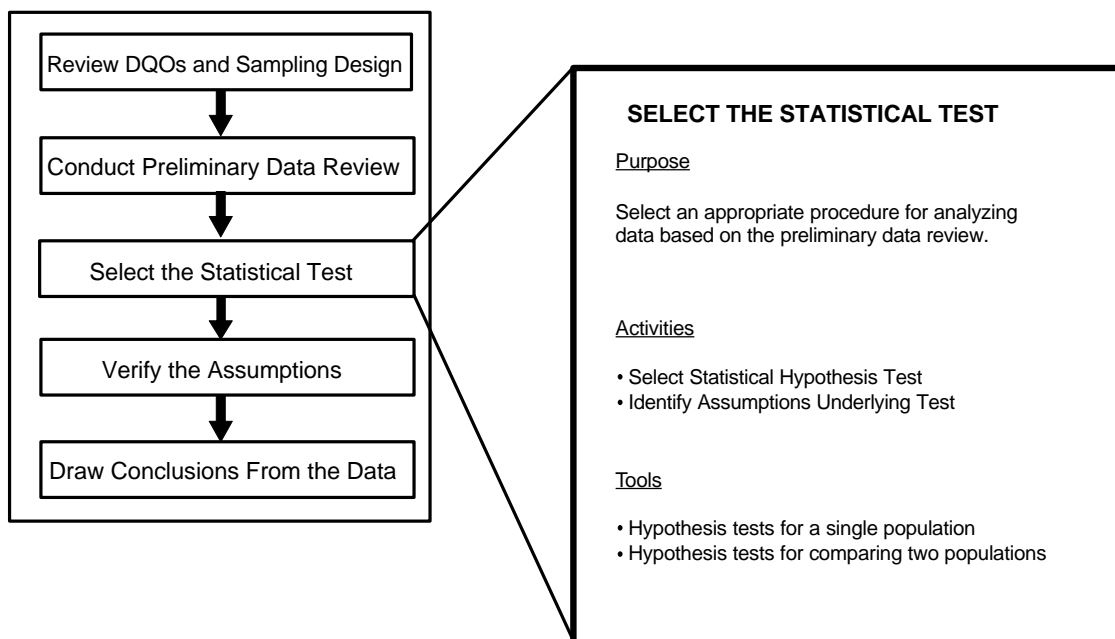 Review DQOs and Sampling Design
Conduct Preliminary Data Review
Select the Statistical Test
Verify the Assumptions
Draw Conclusions From the Data
SELECT THE STATISTICAL TEST
Purpose
Select an appropriate procedure for analyzing
data based on the preliminary data review.
Activities
• Select Statistical Hypothesis Test
• Identify Assumptions Underlying Test
Tools
• Hypothesis tests for a single population
• Hypothesis tests for comparing two populations